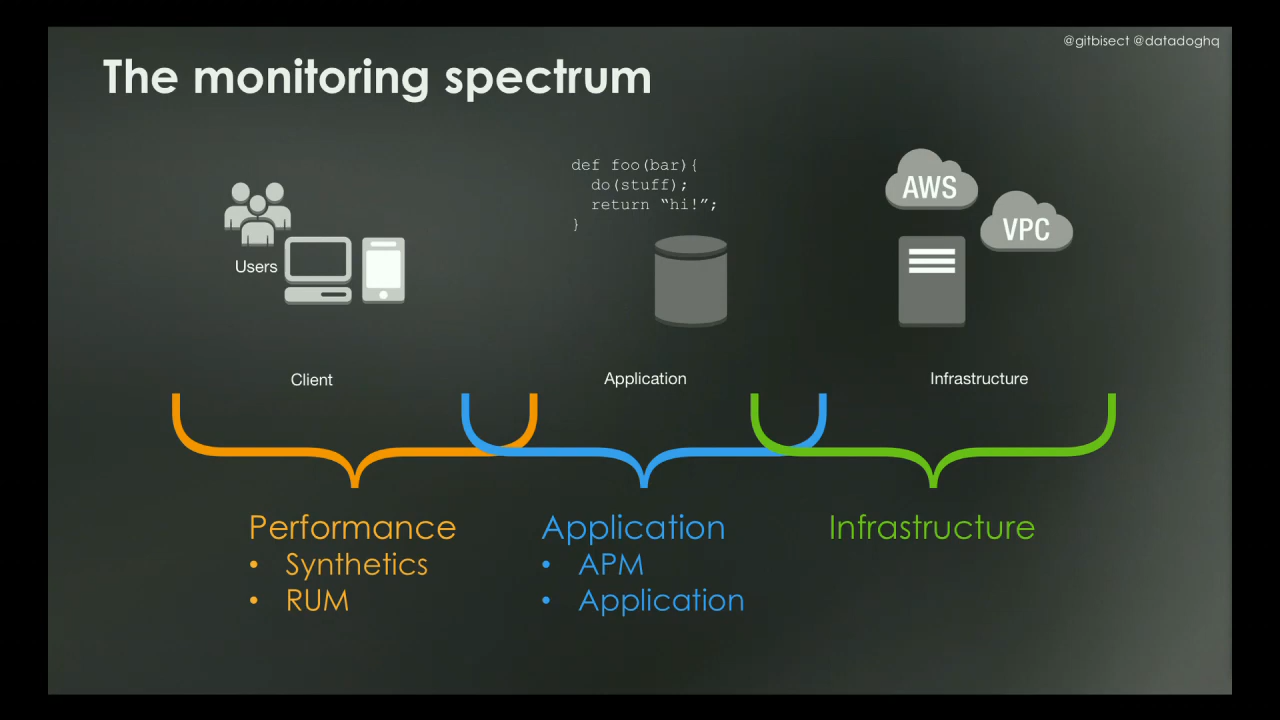 @gitbisect @datadoghq
The monitoring spectrum
def foo(bar){
do(stuff);
return “hi!”;
}
AWS
VPC
Users
Client
Application
Infrastructure
Performance
• Synthetics
• RUM
Application
• APM
• Application
Infrastructure